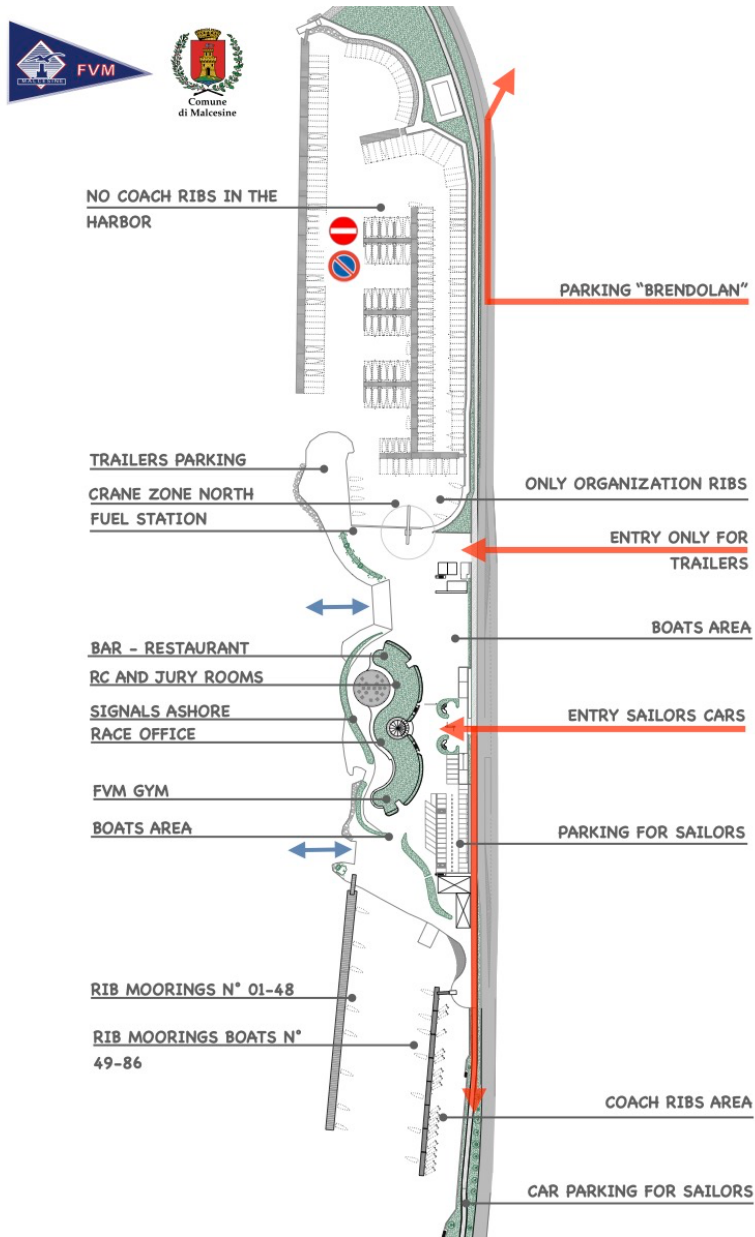 FVM
MALCESINE
Comune
di Malcesine
NO COACH RIBS IN THE
HARBOR
PARKING “BRENDOLAN”
TRAILERS PARKING
CRANE ZONE NORTH
FUEL STATION
ONLY ORGANIZATION RIBS
ENTRY ONLY FOR
TRAILERS
BOATS AREA
BAR - RESTAURANT
RC AND JURY ROOMS
SIGNALS ASHORE
RACE OFFICE
ENTRY SAILORS CARS
FVM GYM
BOATS AREA
PARKING FOR SAILORS
RIB MOORINGS N° 01-48
RIB MOORINGS BOATS N°
49-86
COACH RIBS AREA
CAR PARKING FOR SAILORS